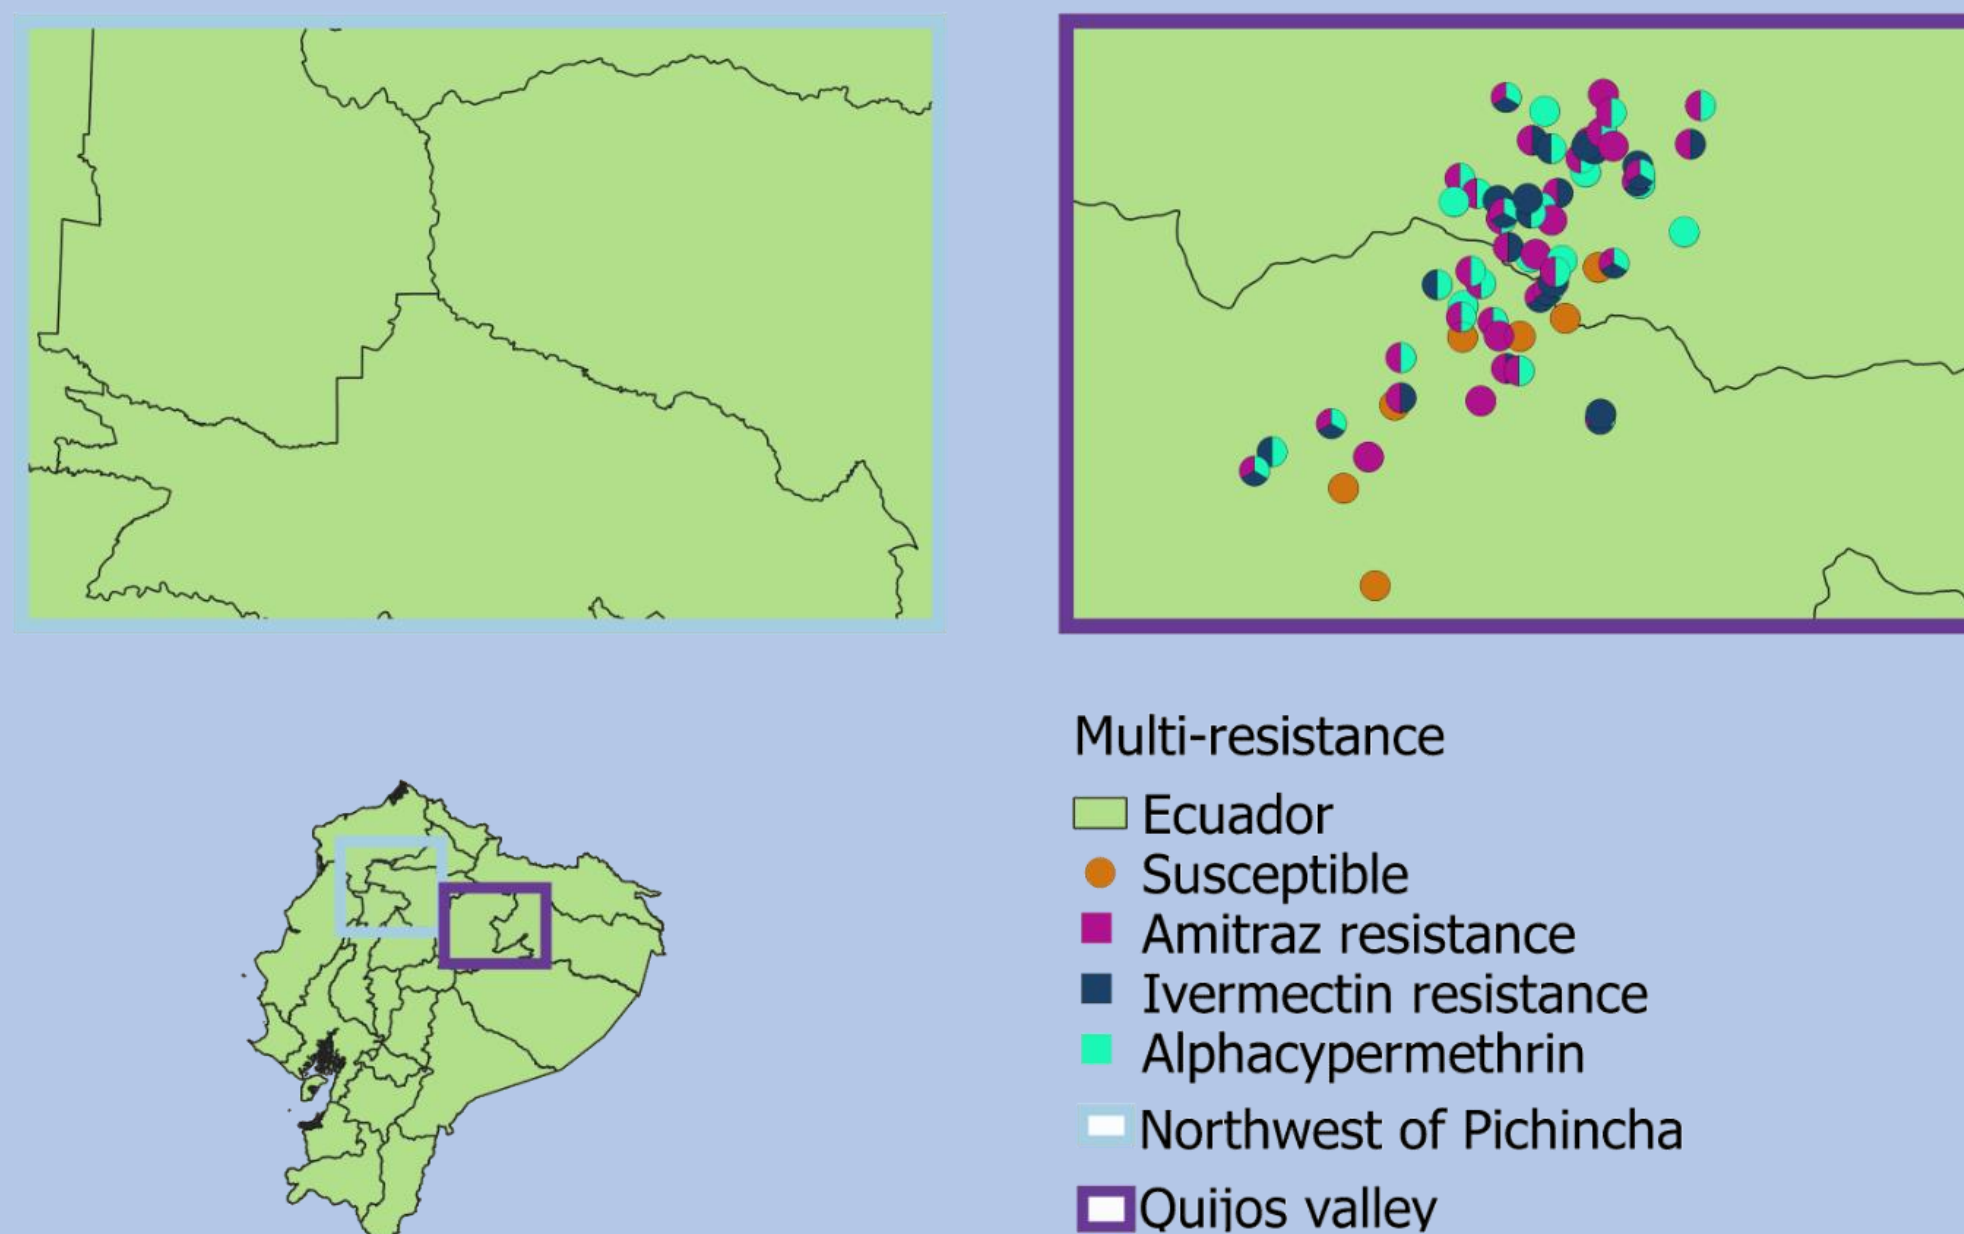 Multi-resistance
Ecuador
Susceptible
Amitraz resistance
Ivermectin resistance
Alphacypermethrin
Northwest of Pichincha
Quijos valley